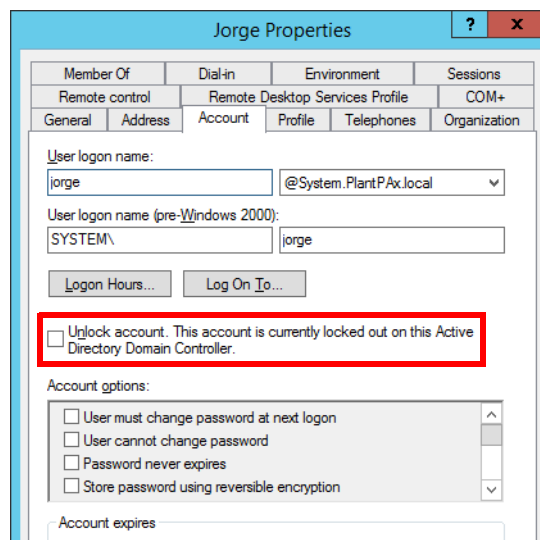 Jorge Properties
? x
Member Of Dial-in Environment Sessions
Remote control Remote Desktop Services Profile COM+
General Address Account Profile Telephones Organization
User logon name:
jorge @System.PlantPAx.local
User logon name (pre-Windows 2000):
SYSTEM\ jorge
Logon Hours... Log On To...
Unlock account. This account is currently locked out on this Active
Directory Domain Controller.
Account options:
User must change password at next logon
User cannot change password
Password never expires
Store password using reversible encryption
Account expires